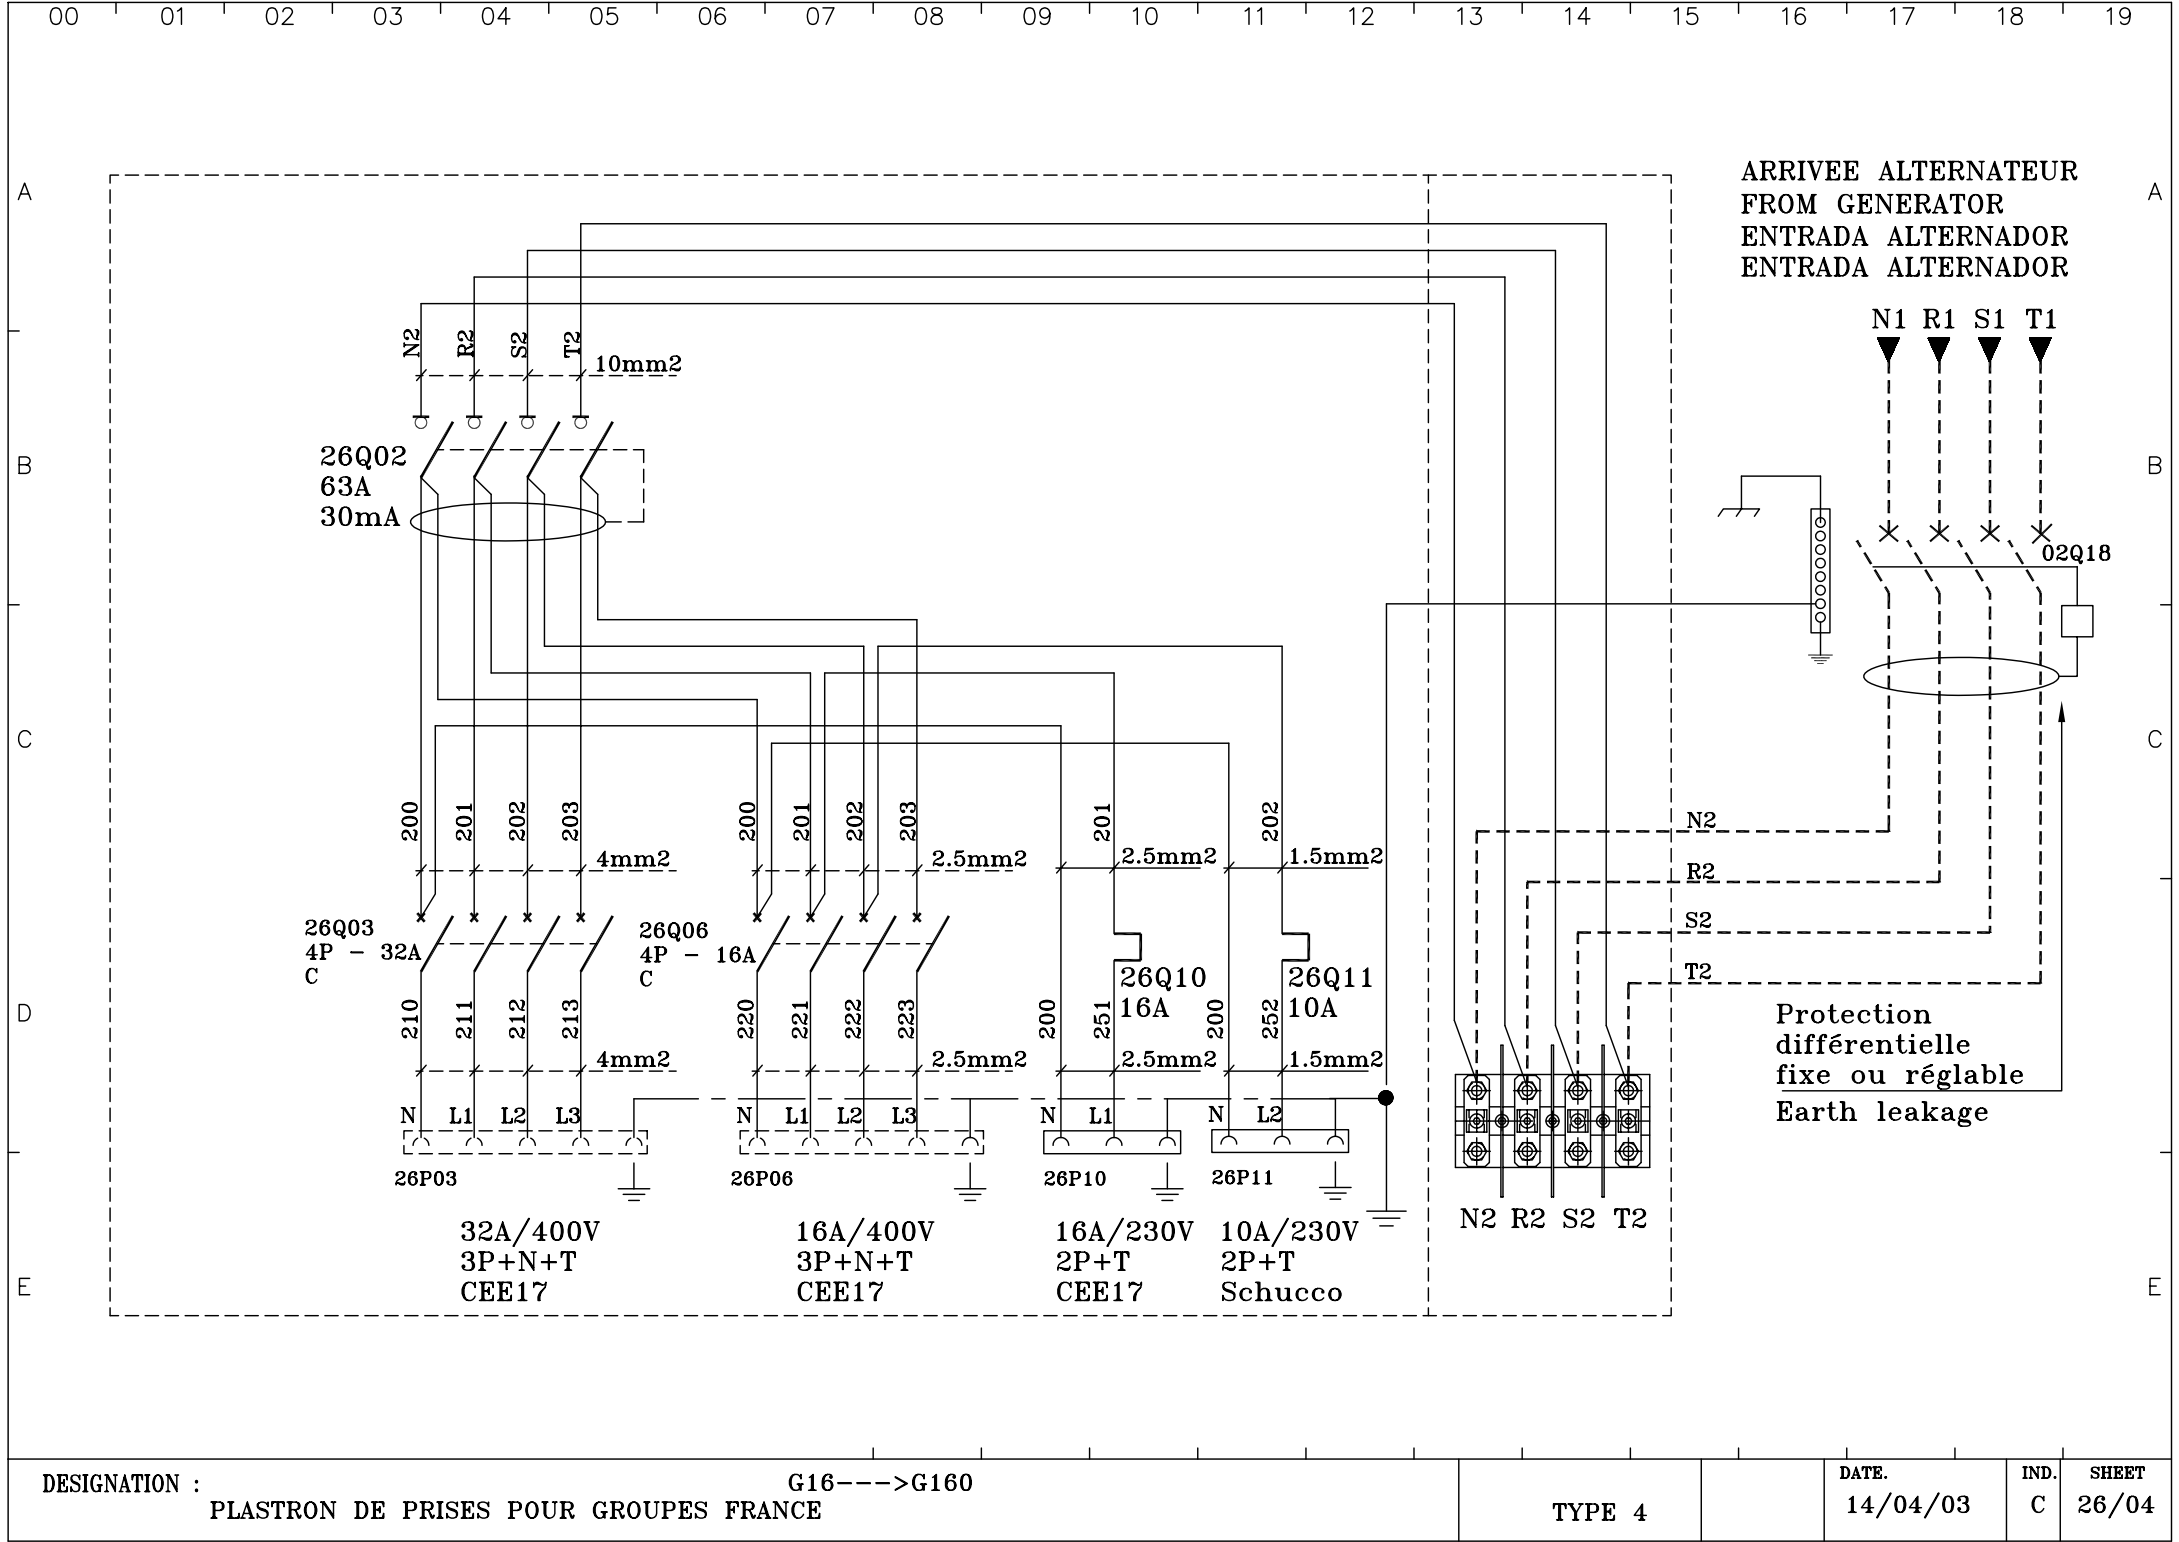 00 01 02 03 04 05 06 07 08 09 10 11 12 13 14 15 16 17 18 19
A A
ARRIVEE ALTERNATEUR
FROM GENERATOR
ENTRADA ALTERNADOR
ENTRADA ALTERNADOR
N1 R1 S1 T1
N2 R2 S2 T2
10mm2
B B
26Q02
63A
30mA
02Q18
C C
200 201 202 203
200 201 202 203
201 202
N2
4mm2 2.5mm2 2.5mm2 1.5mm2
R2
26Q03
4P - 32A
C
26Q06
4P - 16A
C
S2
T2
26Q10
16A
26Q11
10A
D D
210 211 212 213
220 221 222 223
200 251
200 252
Protection
différentielle
fixe ou réglable
Earth leakage
4mm2 2.5mm2 2.5mm2 1.5mm2
N L1 L2 L3
N L1 L2 L3
N L1
N L2
26P03 26P06 26P10 26P11
N2 R2 S2 T2
32A/400V
3P+N+T
CEE17
16A/400V
3P+N+T
CEE17
16A/230V
2P+T
CEE17
10A/230V
2P+T
Schucco
E E
DESIGNATION :
G16--->G160
PLASTRON DE PRISES POUR GROUPES FRANCE
TYPE 4
DATE.
14/04/03
IND.
C
SHEET
26/04